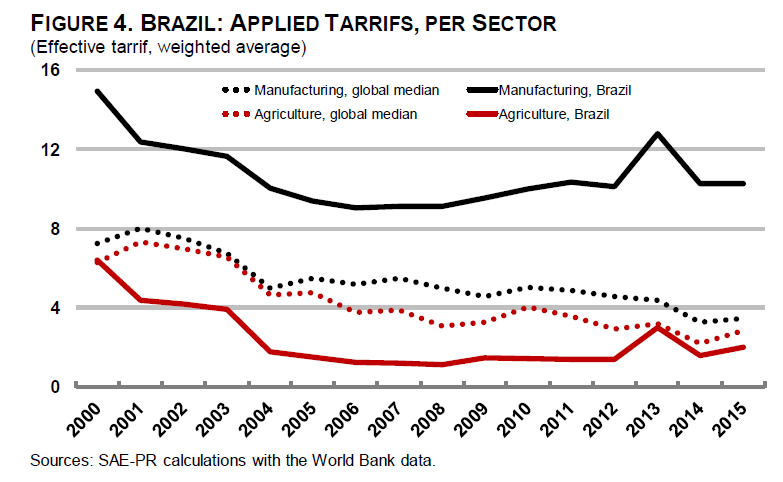 FIGURE 4. BRAZIL: APPLIED TARRIFS, PER SECTOR
(Effective tarrif, weighted average)
16
Manufacturing, global median
Manufacturing, Brazil
Agriculture, global median
Agriculture, Brazil
12
8
4
0
2000 2001 2002 2003 2004 2005 2006 2007 2008 2009 2010 2011 2012 2013 2014 2015
Sources: SAE-PR calculations with the World Bank data.